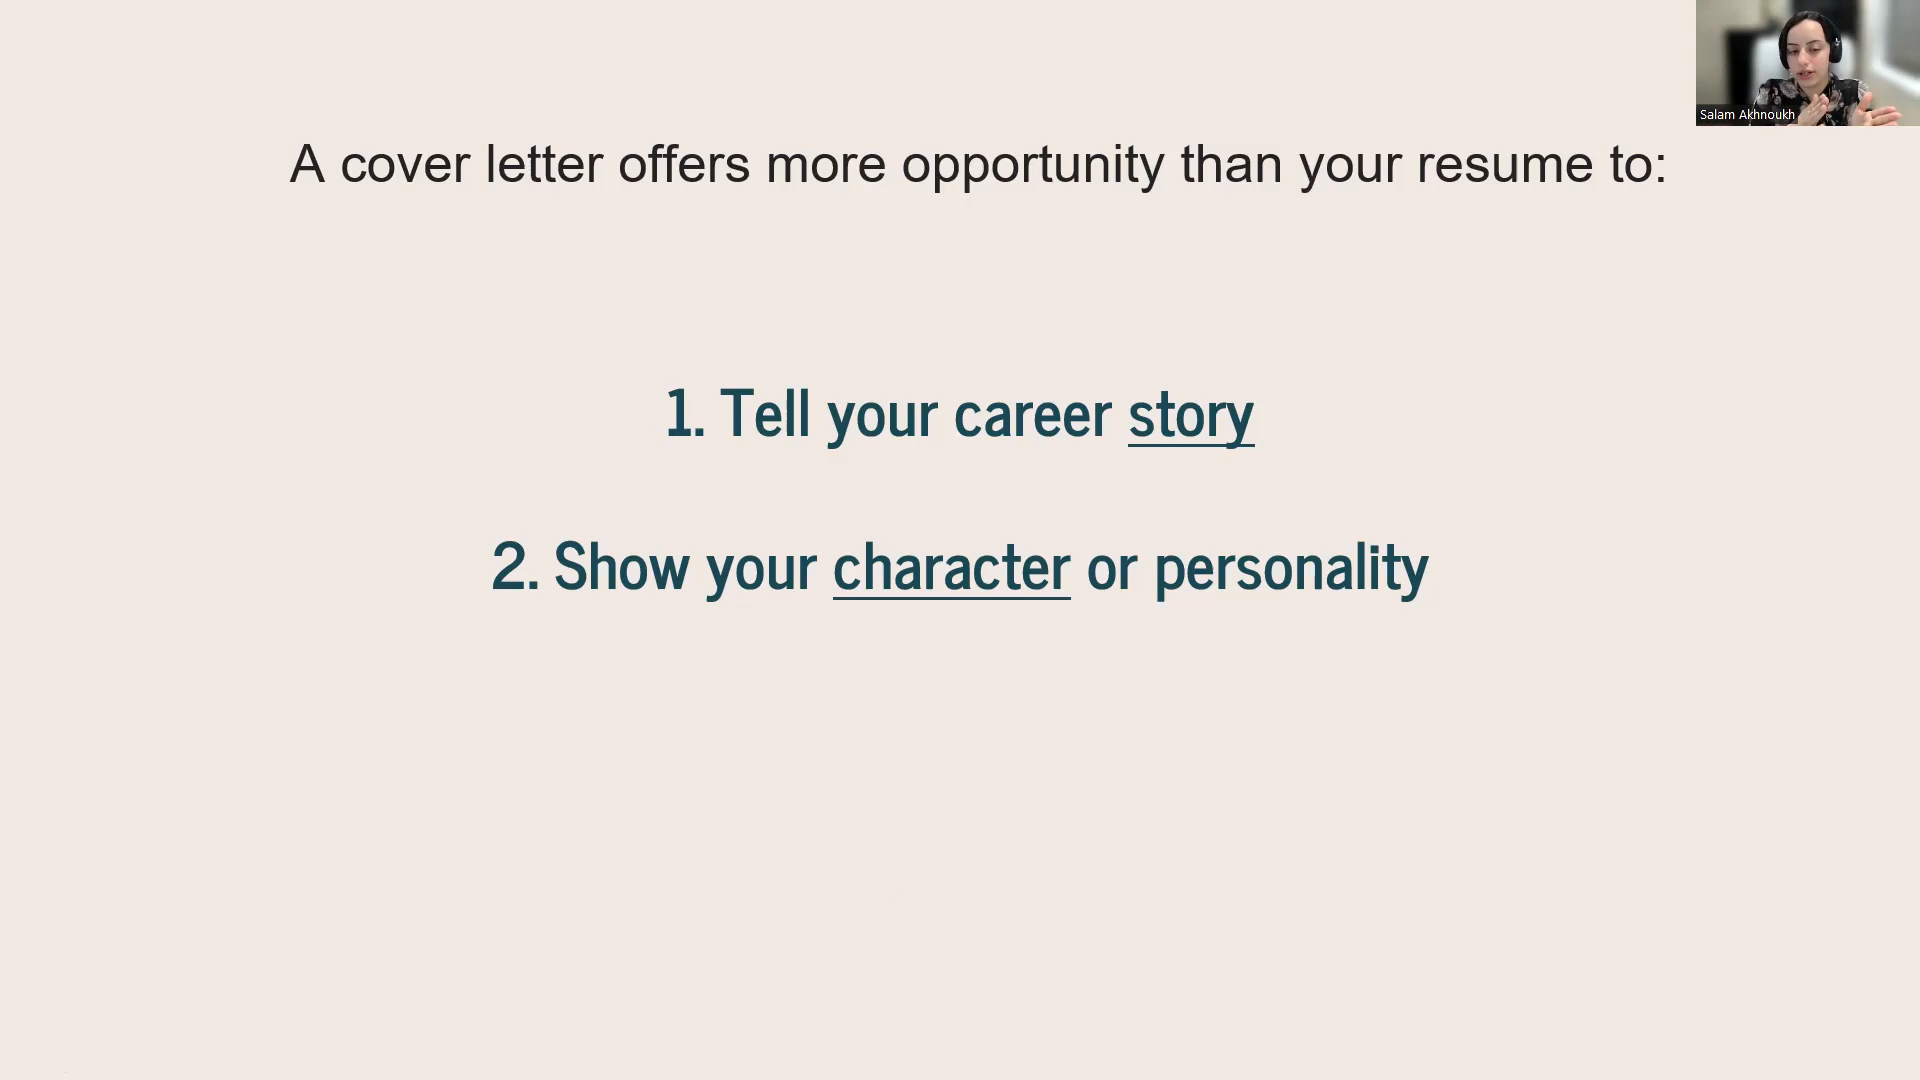 A cover letter offers more opportunity than your resume to:
Salam Akhnoukh
1. Tell your career story
2. Show your character or personality